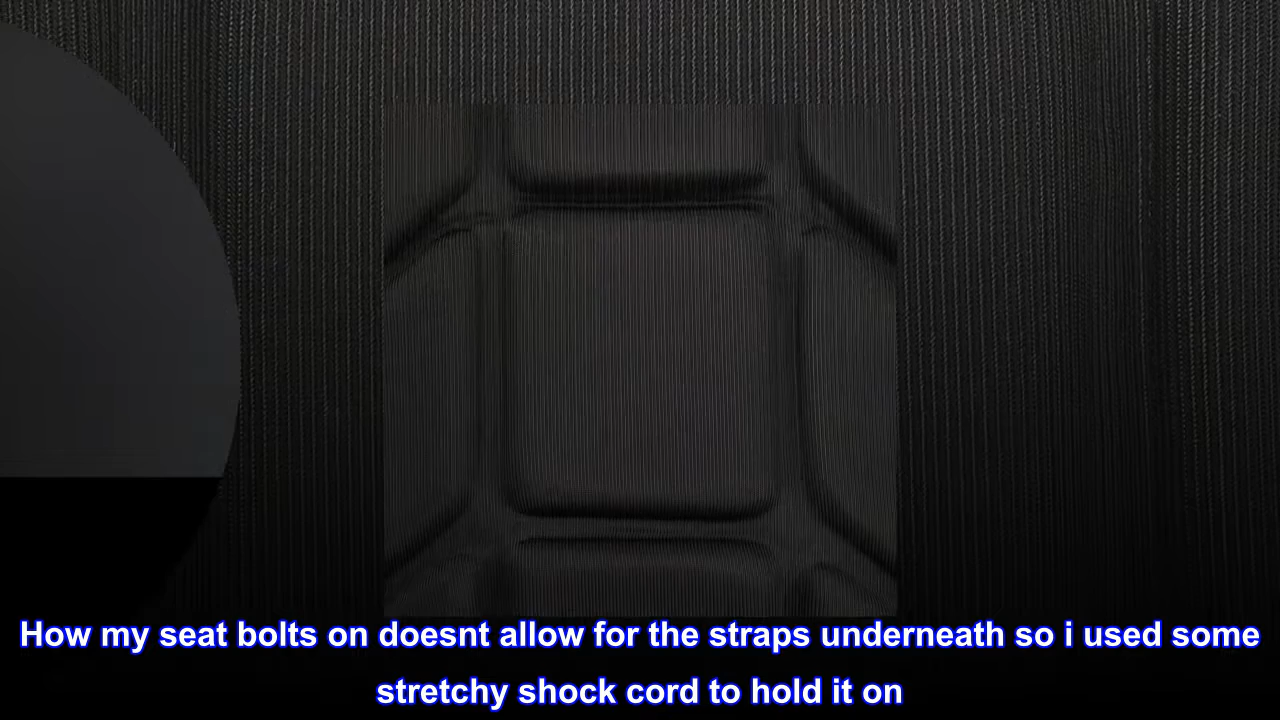 How my seat bolts on doesnt allow for the straps underneath so i used some
stretchy shock cord to hold it on